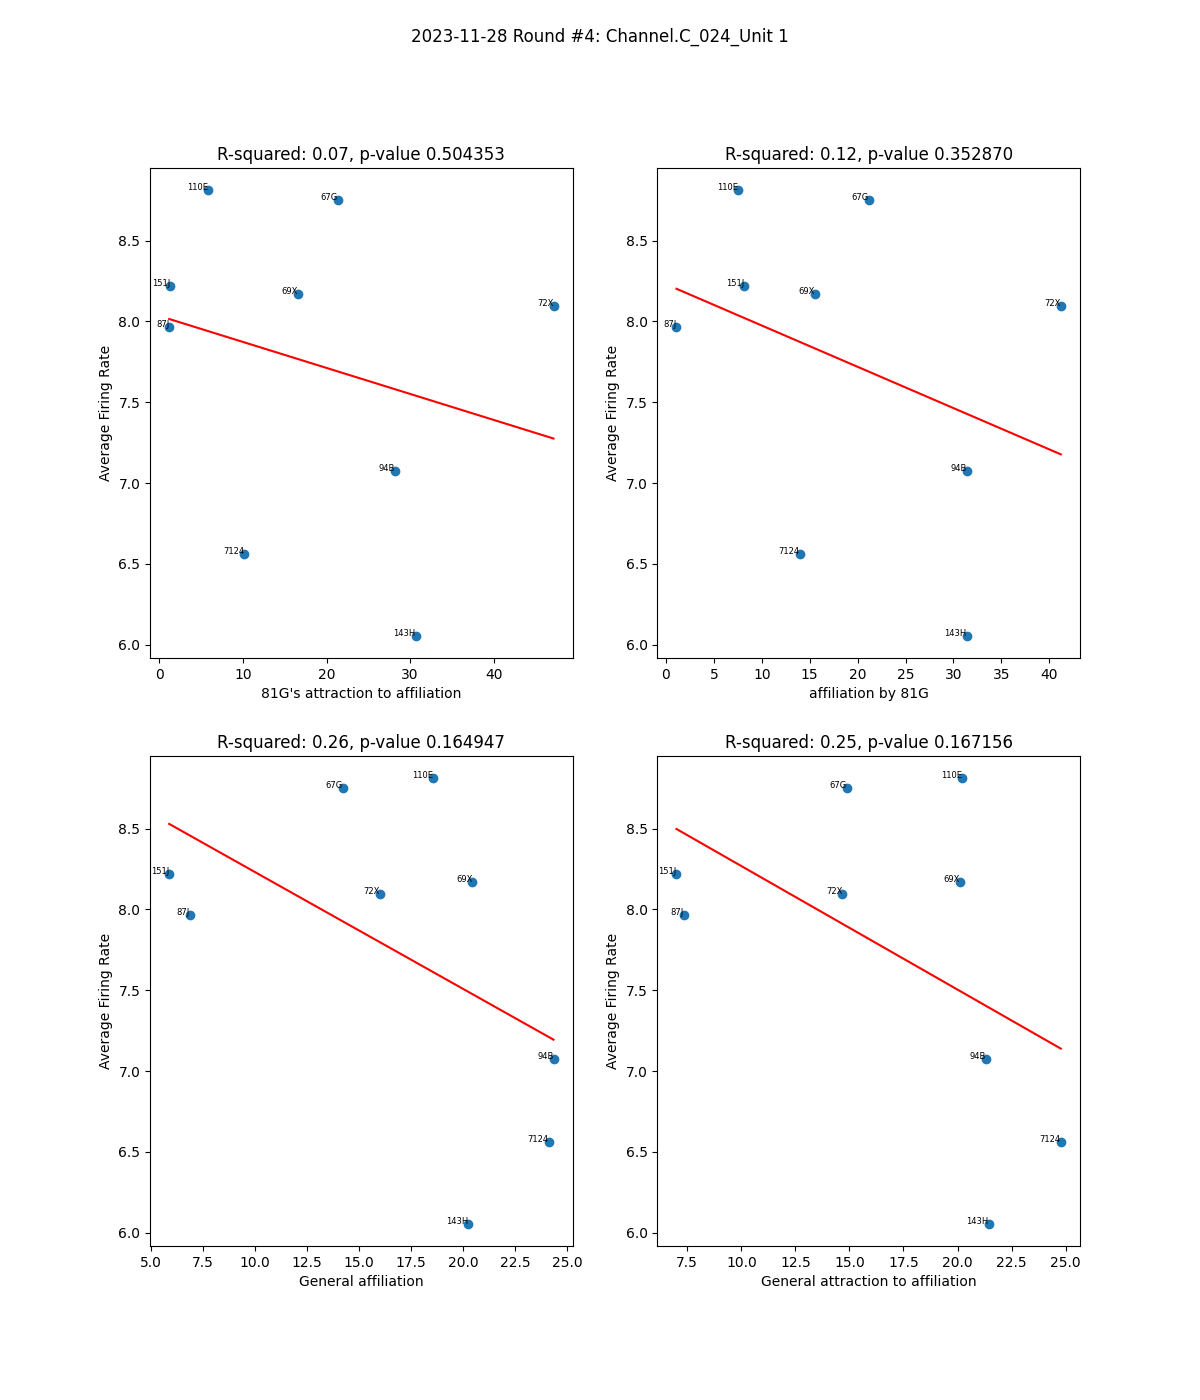 2023-11-28 Round #4: Channel.C_024_Unit 1
R-squared: 0.07, p-value 0.504353
110E
67G
151J
69X
72X
87J
94B
7124
143H
8.5
8.0
7.5
7.0
6.5
6.0
Average Firing Rate
0 10 20 30 40
81G's attraction to affiliation
R-squared: 0.12, p-value 0.352870
110E
67G
151J
69X
72X
87J
94B
7124
143H
8.5
8.0
7.5
7.0
6.5
6.0
Average Firing Rate
0 5 10 15 20 25 30 35 40
affiliation by 81G
R-squared: 0.26, p-value 0.164947
110E
67G
151J
69X
72X
87J
94B
7124
143H
8.5
8.0
7.5
7.0
6.5
6.0
Average Firing Rate
5.0 7.5 10.0 12.5 15.0 17.5 20.0 22.5 25.0
General affiliation
R-squared: 0.25, p-value 0.167156
110E
67G
151J
69X
72X
87J
94B
7124
143H
8.5
8.0
7.5
7.0
6.5
6.0
Average Firing Rate
7.5 10.0 12.5 15.0 17.5 20.0 22.5 25.0
General attraction to affiliation